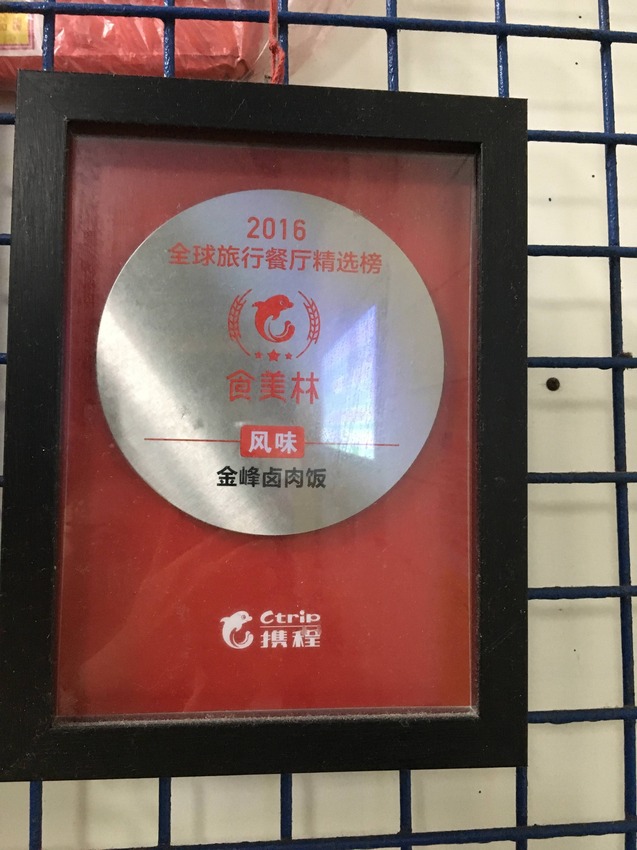 2016
全球旅行餐厅精选榜
食美林
风味
金峰卤肉饭
Ctrip
携程